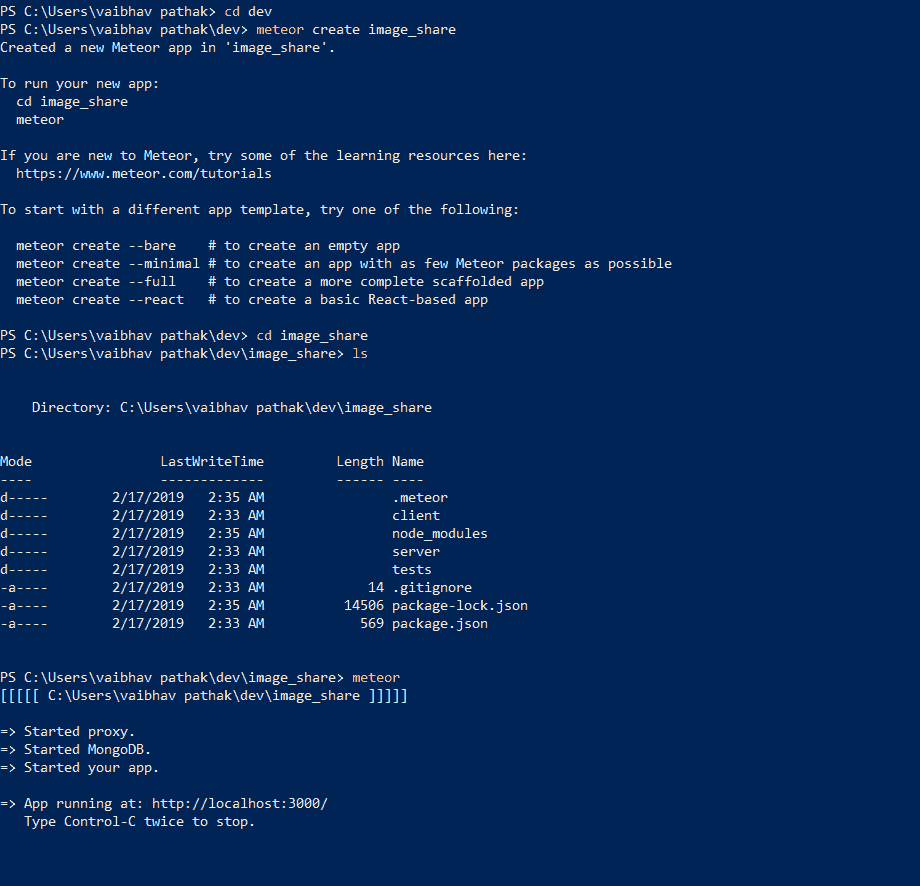 PS C:\Users\vaibhav pathak> cd dev
PS C:\Users\vaibhav pathak\dev> meteor create image_share
Created a new Meteor app in 'image_share'.
To run your new app:
  cd image_share
  meteor
If you are new to Meteor, try some of the learning resources here:
  https://www.meteor.com/tutorials
To start with a different app template, try one of the following:
  meteor create --bare    # to create an empty app
  meteor create --minimal # to create an app with as few Meteor packages as possible
  meteor create --full    # to create a more complete scaffolded app
  meteor create --react   # to create a basic React-based app
PS C:\Users\vaibhav pathak\dev> cd image_share
PS C:\Users\vaibhav pathak\dev\image_share> ls
    Directory: C:\Users\vaibhav pathak\dev\image_share
Mode                LastWriteTime         Length Name
----                -------------         ------ ----
d-----        2/17/2019   2:35 AM                .meteor
d-----        2/17/2019   2:33 AM                client
d-----        2/17/2019   2:35 AM                node_modules
d-----        2/17/2019   2:33 AM                server
d-----        2/17/2019   2:33 AM                tests
-a----        2/17/2019   2:33 AM             14 .gitignore
-a----        2/17/2019   2:35 AM          14506 package-lock.json
-a----        2/17/2019   2:33 AM            569 package.json
PS C:\Users\vaibhav pathak\dev\image_share> meteor
[[[[[ C:\Users\vaibhav pathak\dev\image_share ]]]]]
=> Started proxy.
=> Started MongoDB.
=> Started your app.
=> App running at: http://localhost:3000/
   Type Control-C twice to stop.